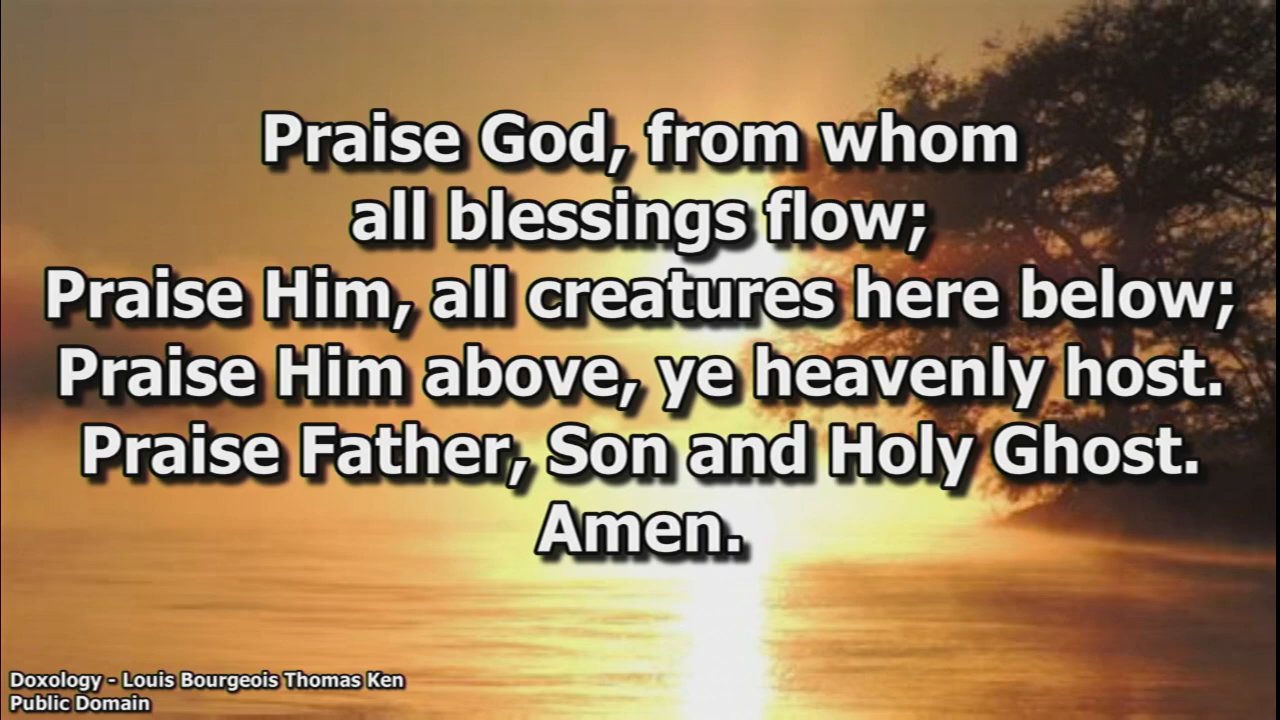 Praise God, from whom
all blessings flow;
Praise Him, all creatures here below;
Praise Him above, ye heavenly host.
Praise Father, Son and Holy Ghost.
Amen.
Doxology - Louis Bourgeois Thomas Ken
Public Domain